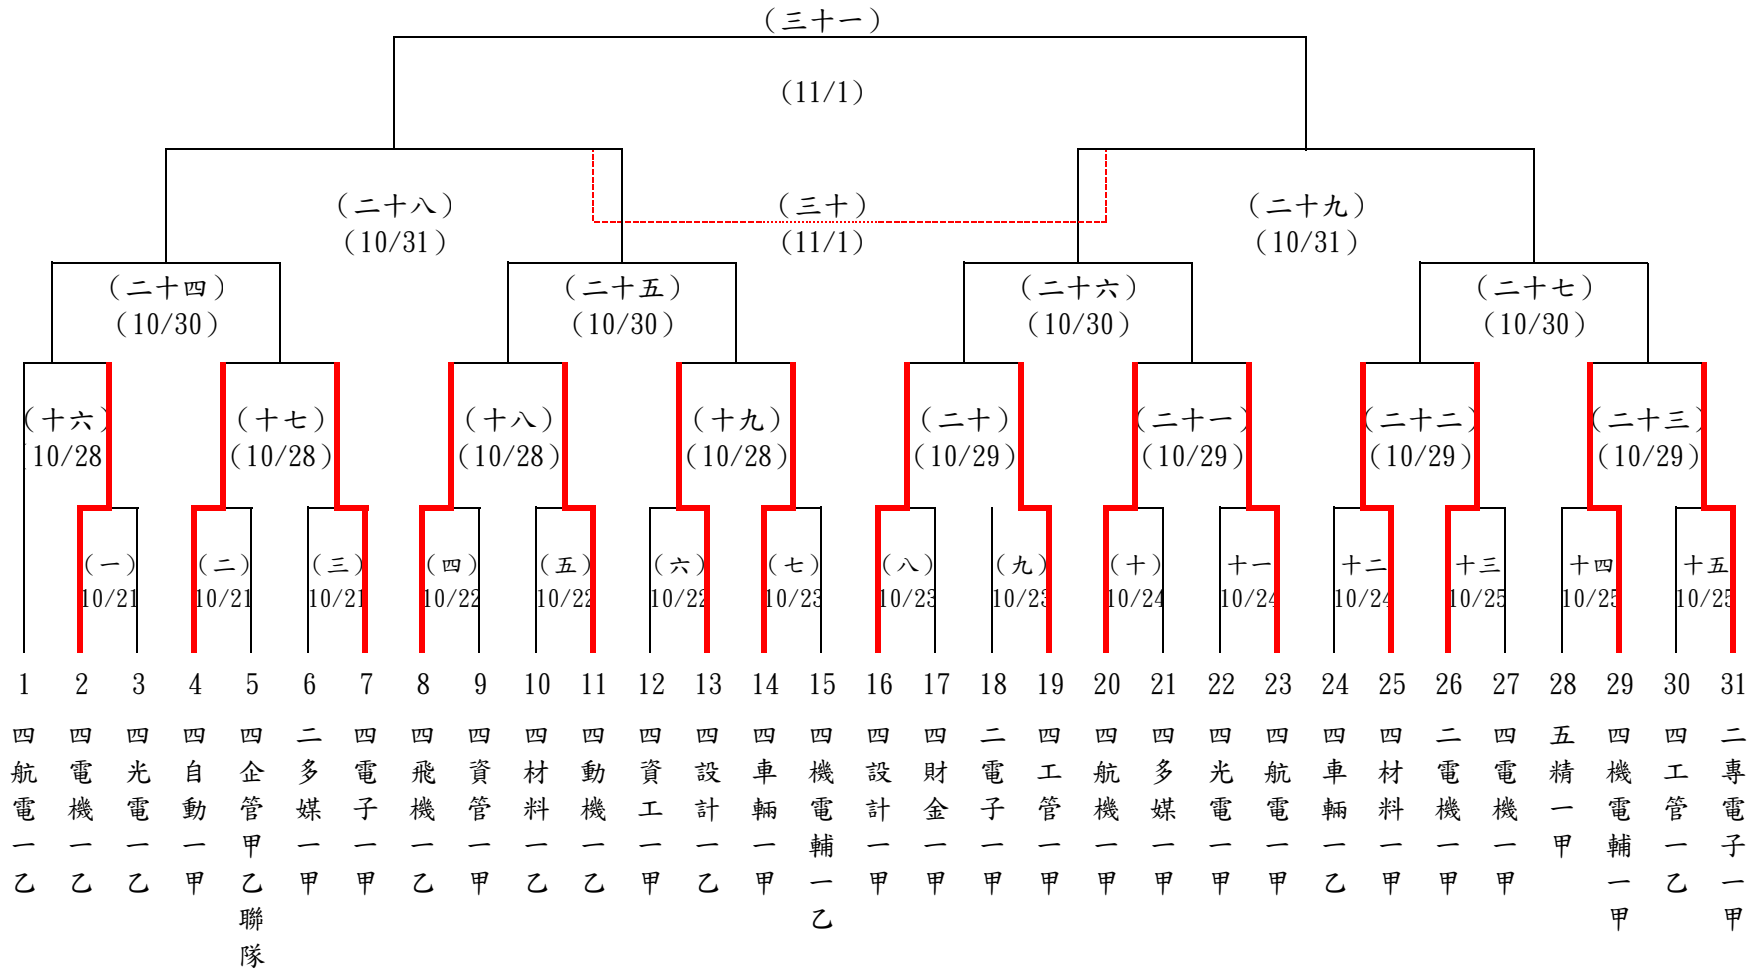 （三十一）
(11/1)
（二十八）
（三十）
（二十九）
(10/31)
(11/1)
(10/31)
（二十四）
（二十五）
（二十六）
（二十七）
(10/30)
(10/30)
(10/30)
(10/30)
（十六）
（十七）
（十八）
（十九）
（二十）
（二十一）
（二十二）
（二十三）
10/28
(10/28)
(10/28)
(10/28)
(10/29)
(10/29)
(10/29)
(10/29)
（一）
（二）
（三）
（四）
（五）
（六）
（七）
（八）
（九）
（十）
十一
十二
十三
十四
十五
10/21
10/21
10/21
10/22
10/22
10/22
10/23
10/23
10/23
10/24
10/24
10/24
10/25
10/25
10/25
1 2 3 4 5 6 7 8 9 10 11 12 13 14 15 16 17 18 19 20 21 22 23 24 25 26 27 28 29 30 31
四航電一乙
四電機一乙
四光電一乙
四自動一甲
四企管甲乙聯隊
二多媒一甲
四電子一甲
四飛機一乙
四資管一甲
四材料一乙
四動機一乙
四資工一甲
四設計一乙
四車輛一甲
四機電輔一乙
四設計一甲
四財金一甲
二電子一甲
四工管一甲
四航機一甲
四多媒一甲
四光電一甲
四航電一甲
四車輛一乙
四材料一甲
二電機一甲
四電機一甲
五精一甲
四機電輔一甲
四工管一乙
二專電子一甲